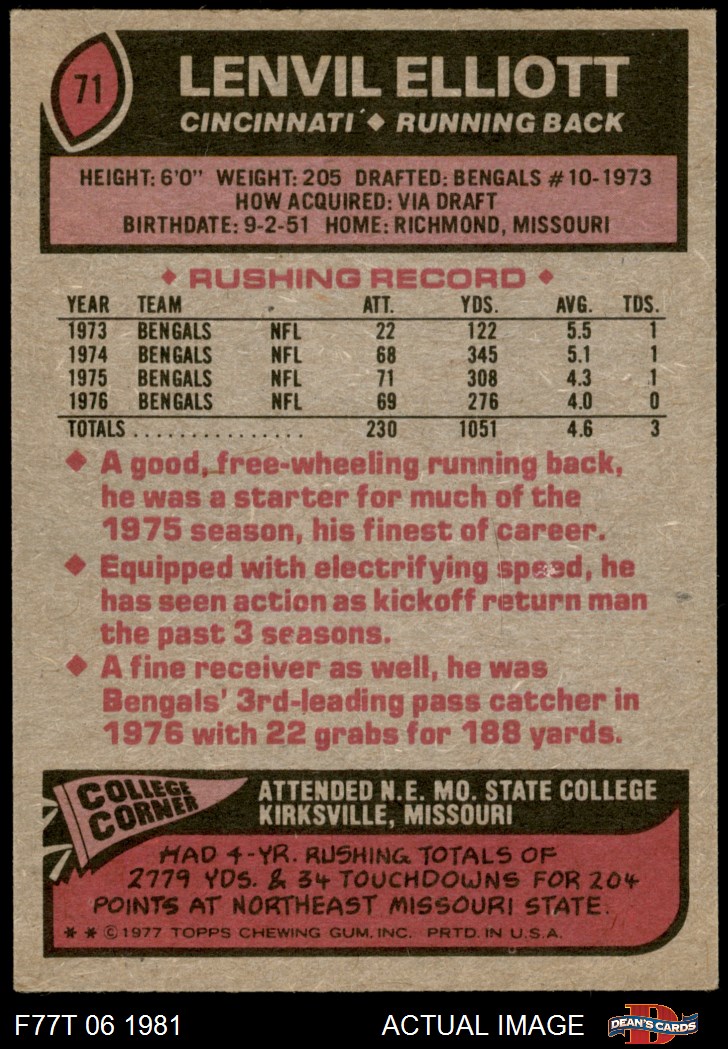 71
LENVIL ELLIOTT
CINCINNATI ◆ RUNNING BACK
HEIGHT: 6'0" WEIGHT: 205 DRAFTED: BENGALS #10-1973
HOW ACQUIRED: VIA DRAFT
BIRTHDATE: 9-2-51 HOME: RICHMOND, MISSOURI
◆ RUSHING RECORD ◆
YEAR TEAM ATT. YDS. AVG. TDS.
1973 BENGALS NFL 22 122 5.5 1
1974 BENGALS NFL 68 345 5.1 1
1975 BENGALS NFL 71 308 4.3 1
1976 BENGALS NFL 69 276 4.0 0
TOTALS ................ 230 1051 4.6 3
◆ A good, free-wheeling running back,
he was a starter for much of the
1975 season, his finest of career.
◆ Equipped with electrifying speed, he
has seen action as kickoff return man
the past 3 seasons.
◆ A fine receiver as well, he was
Bengals' 3rd-leading pass catcher in
1976 with 22 grabs for 188 yards.
COLLEGE
CORNER
ATTENDED N.E. MO. STATE COLLEGE
KIRKSVILLE, MISSOURI
HAD 4-YR. RUSHING TOTALS OF
2779 YDS. & 34 TOUCHDOWNS FOR 204
POINTS AT NORTHEAST MISSOURI STATE.
* * © 1977 TOPPS CHEWING GUM, INC. PRTD. IN U.S.A.
F77T 06 1981 ACTUAL IMAGE
D
DEAN'S CARDS